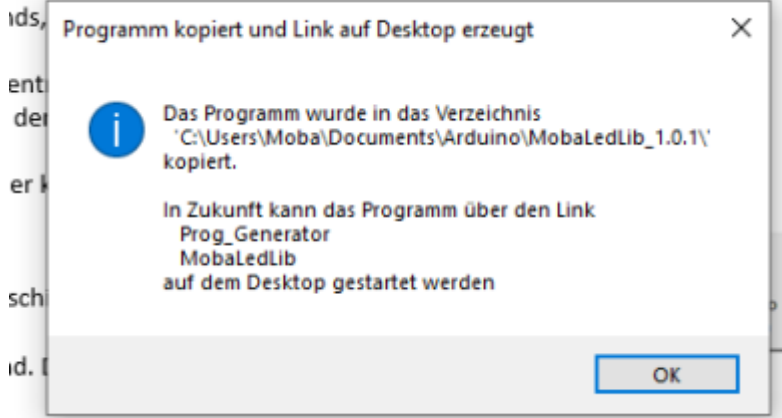 Programm kopiert und Link auf Desktop erzeugt
Das Programm wurde in das Verzeichnis
'C:\Users\Moba\Documents\Arduino\MobaLedLib_1.0.1\'
kopiert.
In Zukunft kann das Programm über den Link
Prog_Generator
MobaLedLib
auf dem Desktop gestartet werden
OK